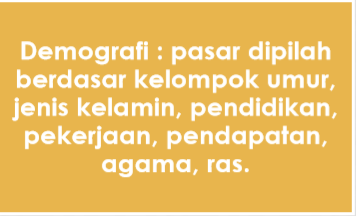 Demografi : pasar dipilah
berdasar kelompok umur,
jenis kelamin, pendidikan,
pekerjaan, pendapatan,
agama, ras.